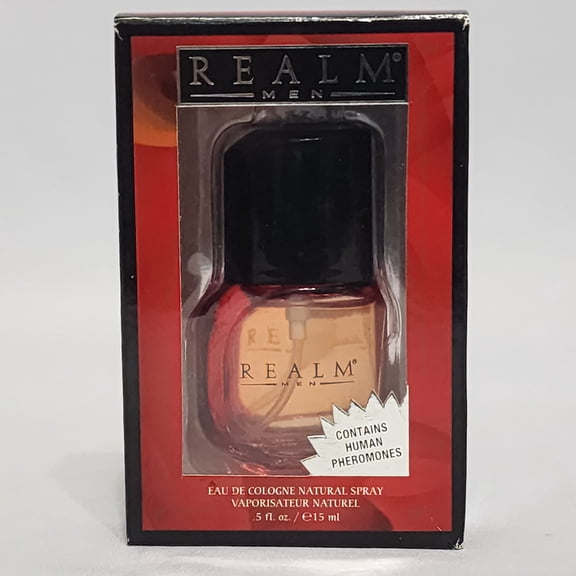 REALM®
MEN
RE
REALM®
MEN
CONTAINS
HUMAN
PHEROMONES
EAU DE COLOGNE NATURAL SPRAY
VAPORISATEUR NATUREL
.5 fl. oz. / ℮15 ml